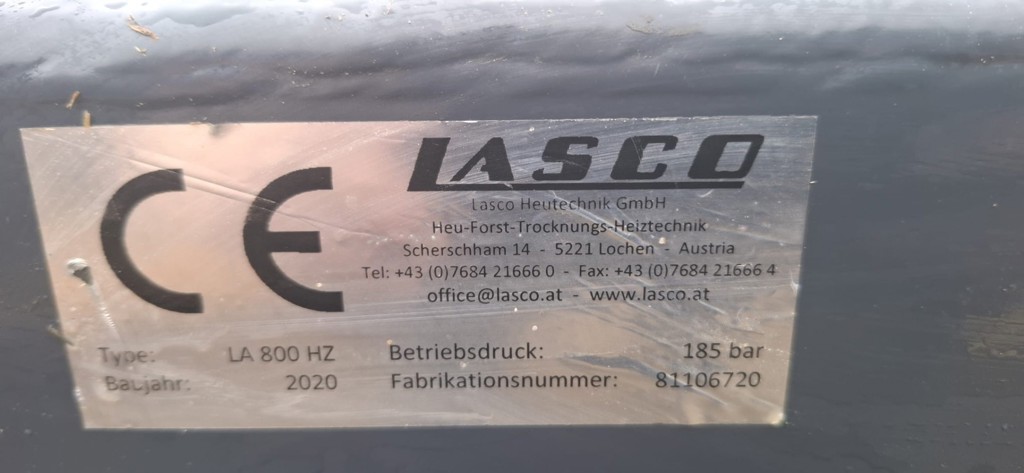 CE
LASCO
Lasco Heutechnik GmbH
Heu-Forst-Trocknungs-Heiztechnik
Scherschham 14 - 5221 Lochen - Austria
Tel: +43 (0)7684 21666 0 - Fax: +43 (0)7684 21666 4
office@lasco.at - www.lasco.at
Type: LA 800 HZ Betriebsdruck: 185 bar
Baujahr: 2020 Fabrikationsnummer: 81106720